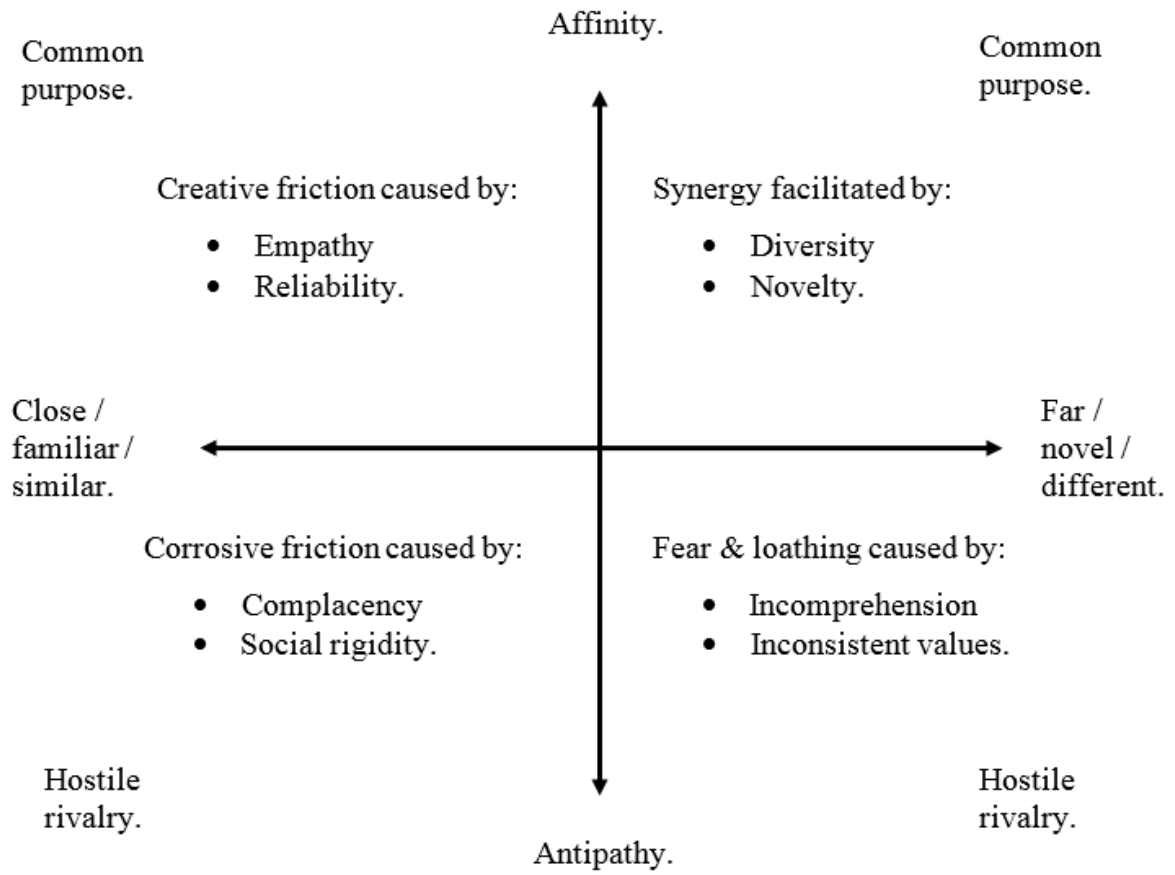 Affinity.
Common
purpose.
Common
purpose.
Creative friction caused by:
• Empathy
• Reliability.
Synergy facilitated by:
• Diversity
• Novelty.
Close /
familiar /
similar.
Far /
novel /
different.
Corrosive friction caused by:
• Complacency
• Social rigidity.
Fear & loathing caused by:
• Incomprehension
• Inconsistent values.
Hostile
rivalry.
Hostile
rivalry.
Antipathy.